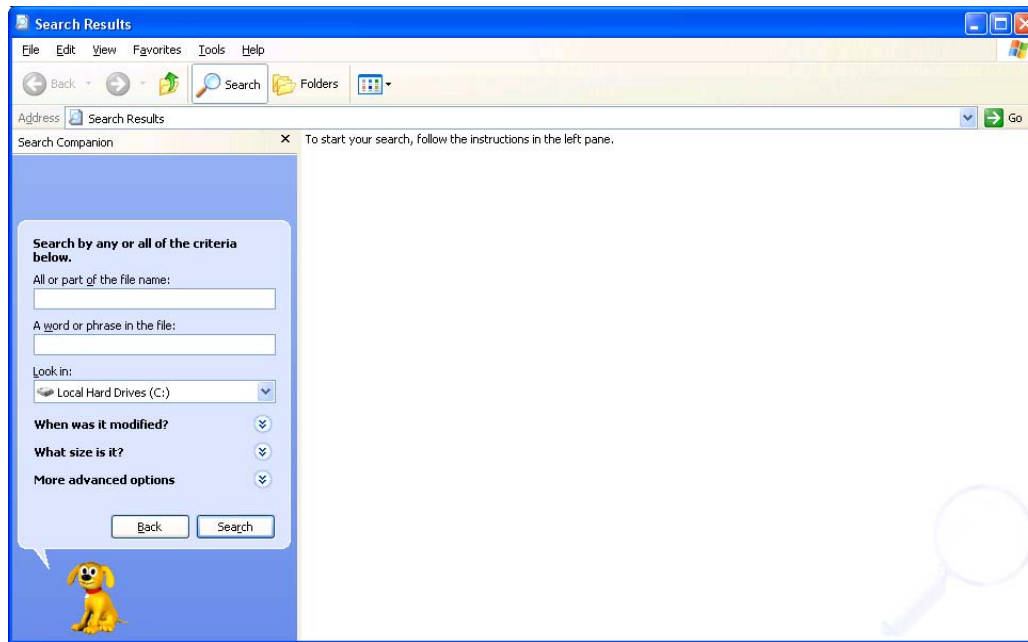 Search Results
File Edit View Favorites Tools Help
Back Search Folders
Address Search Results Go
Search Companion
To start your search, follow the instructions in the left pane.
Search by any or all of the criteria
below.
All or part of the file name:
A word or phrase in the file:
Look in:
Local Hard Drives (C:)
When was it modified?
What size is it?
More advanced options
Back Search